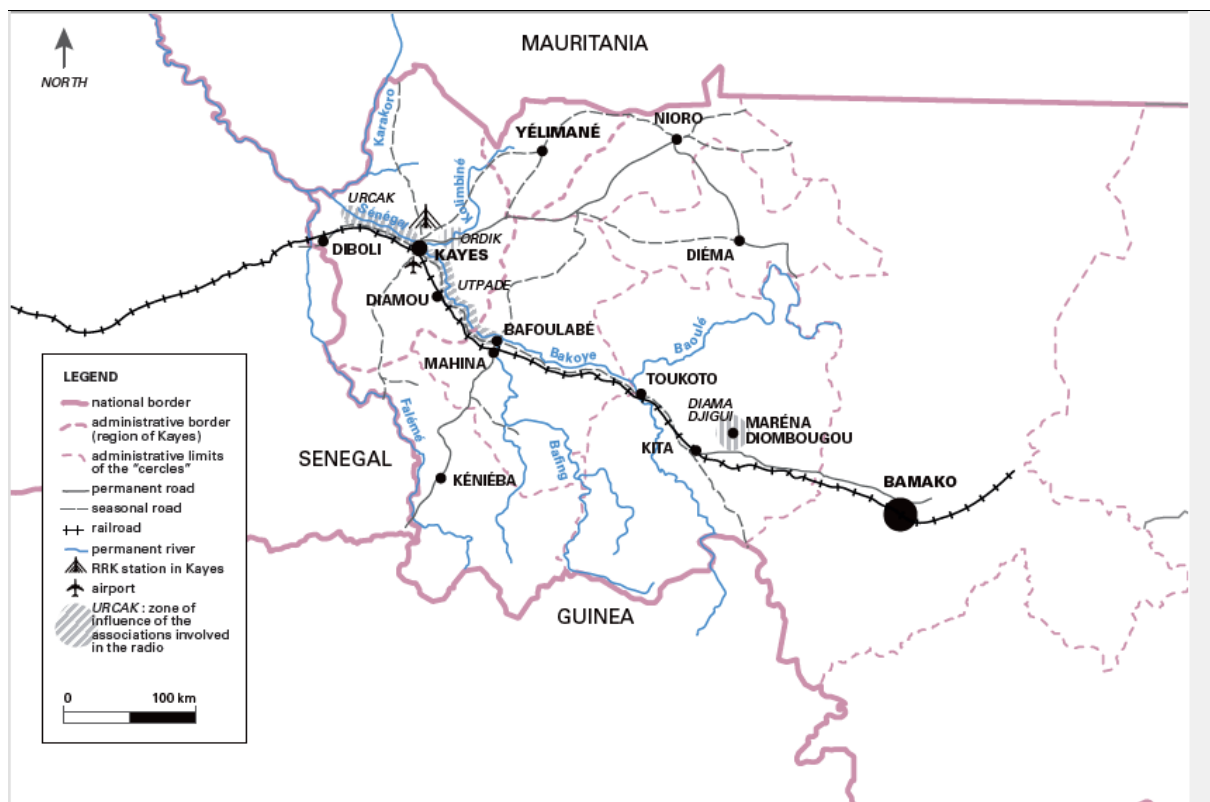 MAURITANIA
NORTH
NIORO
YÉLIMANÉ
Karakoro
Kolimbiné
URCAK
Sénégal
ORDIK
DIBOLI
KAYES
DIÉMA
UTPADE
DIAMOU
BAFOULABÉ
Bakoye
Baoulé
MAHINA
TOUKOTO
DIAMA
DJIGUI
MARÉNA
DIOMBOUGOU
Falémé
KITA
SENEGAL
Bafing
KÉNIÉBA
BAMAKO
GUINEA
LEGEND
national border
administrative border
(region of Kayes)
administrative limits
of the “cercles”
permanent road
seasonal road
railroad
permanent river
RRK station in Kayes
airport
URCAK : zone of
influence of the
associations involved
in the radio
0 100 km